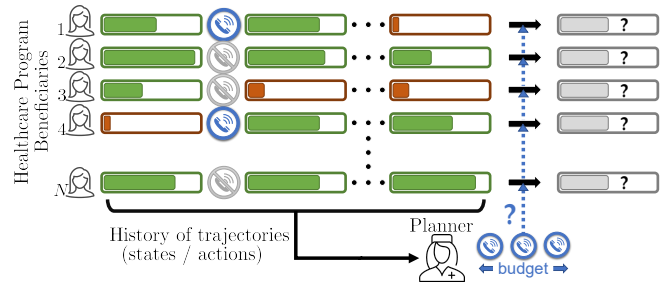 Healthcare Program
Beneficiaries
1
2
3
4
N
?
?
?
?
?
?
History of trajectories
(states / actions)
Planner
budget